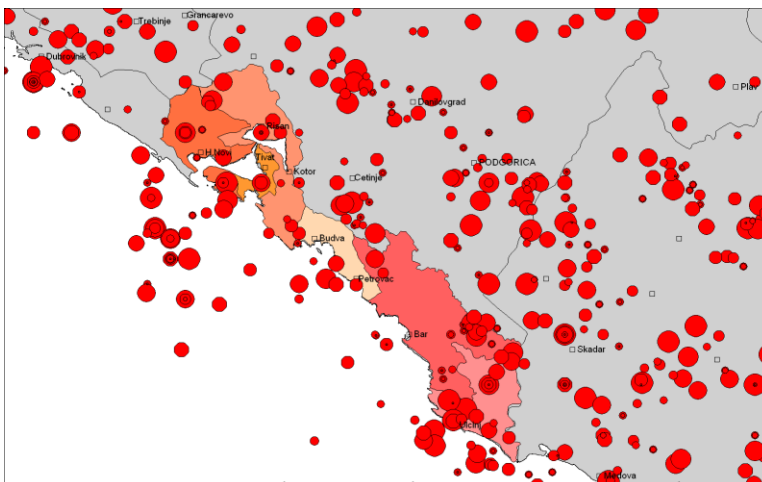 Grancarevo
Trebinje
Dubrovnik
Plav
Danilovgrad
Risan
H.Novi
Tivat
PODGORICA
Kotor
Cetinje
Budva
Petrovac
Bar
Skadar
Ulcinj
Medova